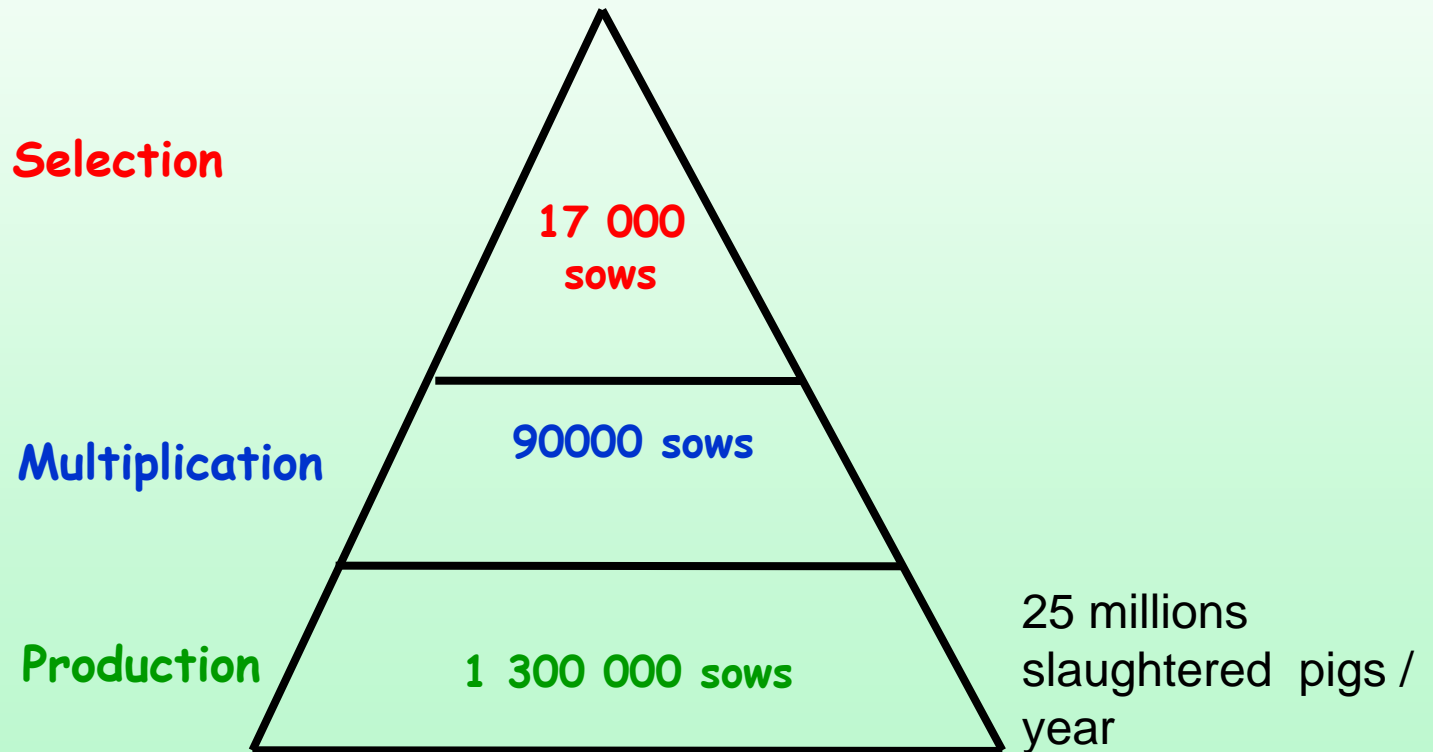 Selection
17 000
sows
Multiplication
90000 sows
Production
1 300 000 sows
25 millions
slaughtered pigs /
year